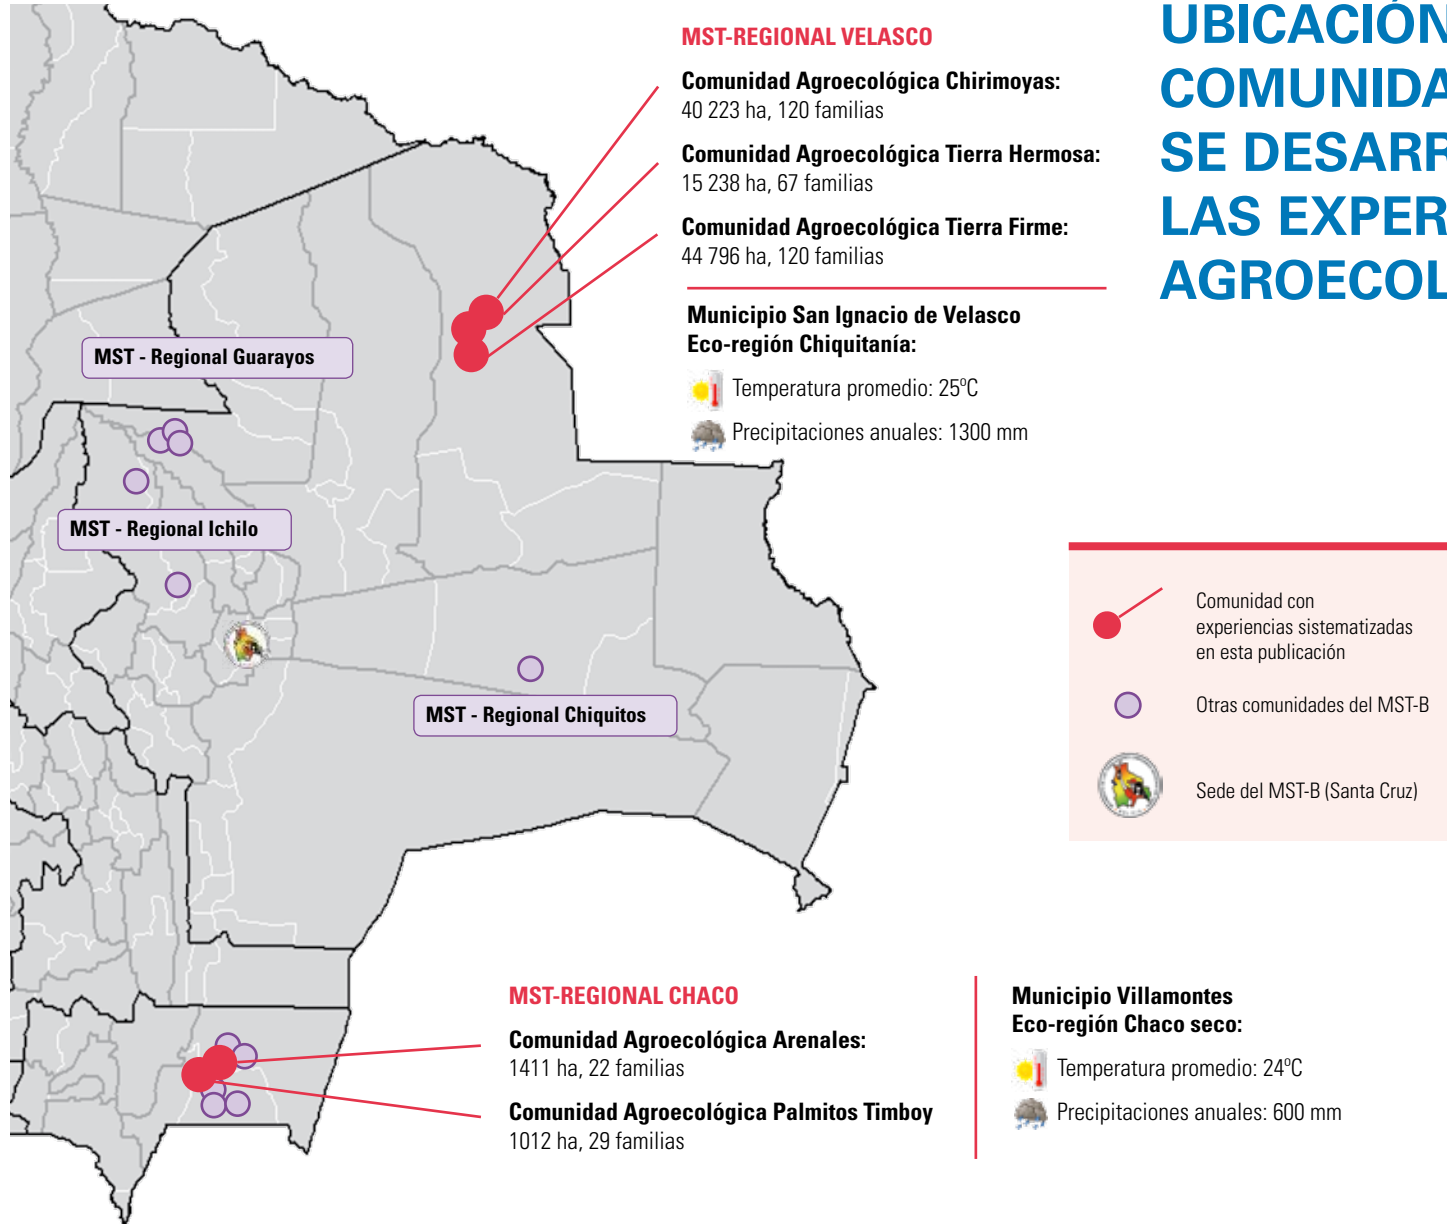 UBICACIÓN
COMUNIDA
SE DESARR
LAS EXPER
AGROECOL
MST-REGIONAL VELASCO
Comunidad Agroecológica Chirimoyas:
40 223 ha, 120 familias
Comunidad Agroecológica Tierra Hermosa:
15 238 ha, 67 familias
Comunidad Agroecológica Tierra Firme:
44 796 ha, 120 familias
Municipio San Ignacio de Velasco
Eco-región Chiquitanía:
Temperatura promedio: 25ºC
Precipitaciones anuales: 1300 mm
MST - Regional Guarayos
MST - Regional Ichilo
MST - Regional Chiquitos
Comunidad con
experiencias sistematizadas
en esta publicación
Otras comunidades del MST-B
Sede del MST-B (Santa Cruz)
MST-REGIONAL CHACO
Comunidad Agroecológica Arenales:
1411 ha, 22 familias
Comunidad Agroecológica Palmitos Timboy
1012 ha, 29 familias
Municipio Villamontes
Eco-región Chaco seco:
Temperatura promedio: 24ºC
Precipitaciones anuales: 600 mm